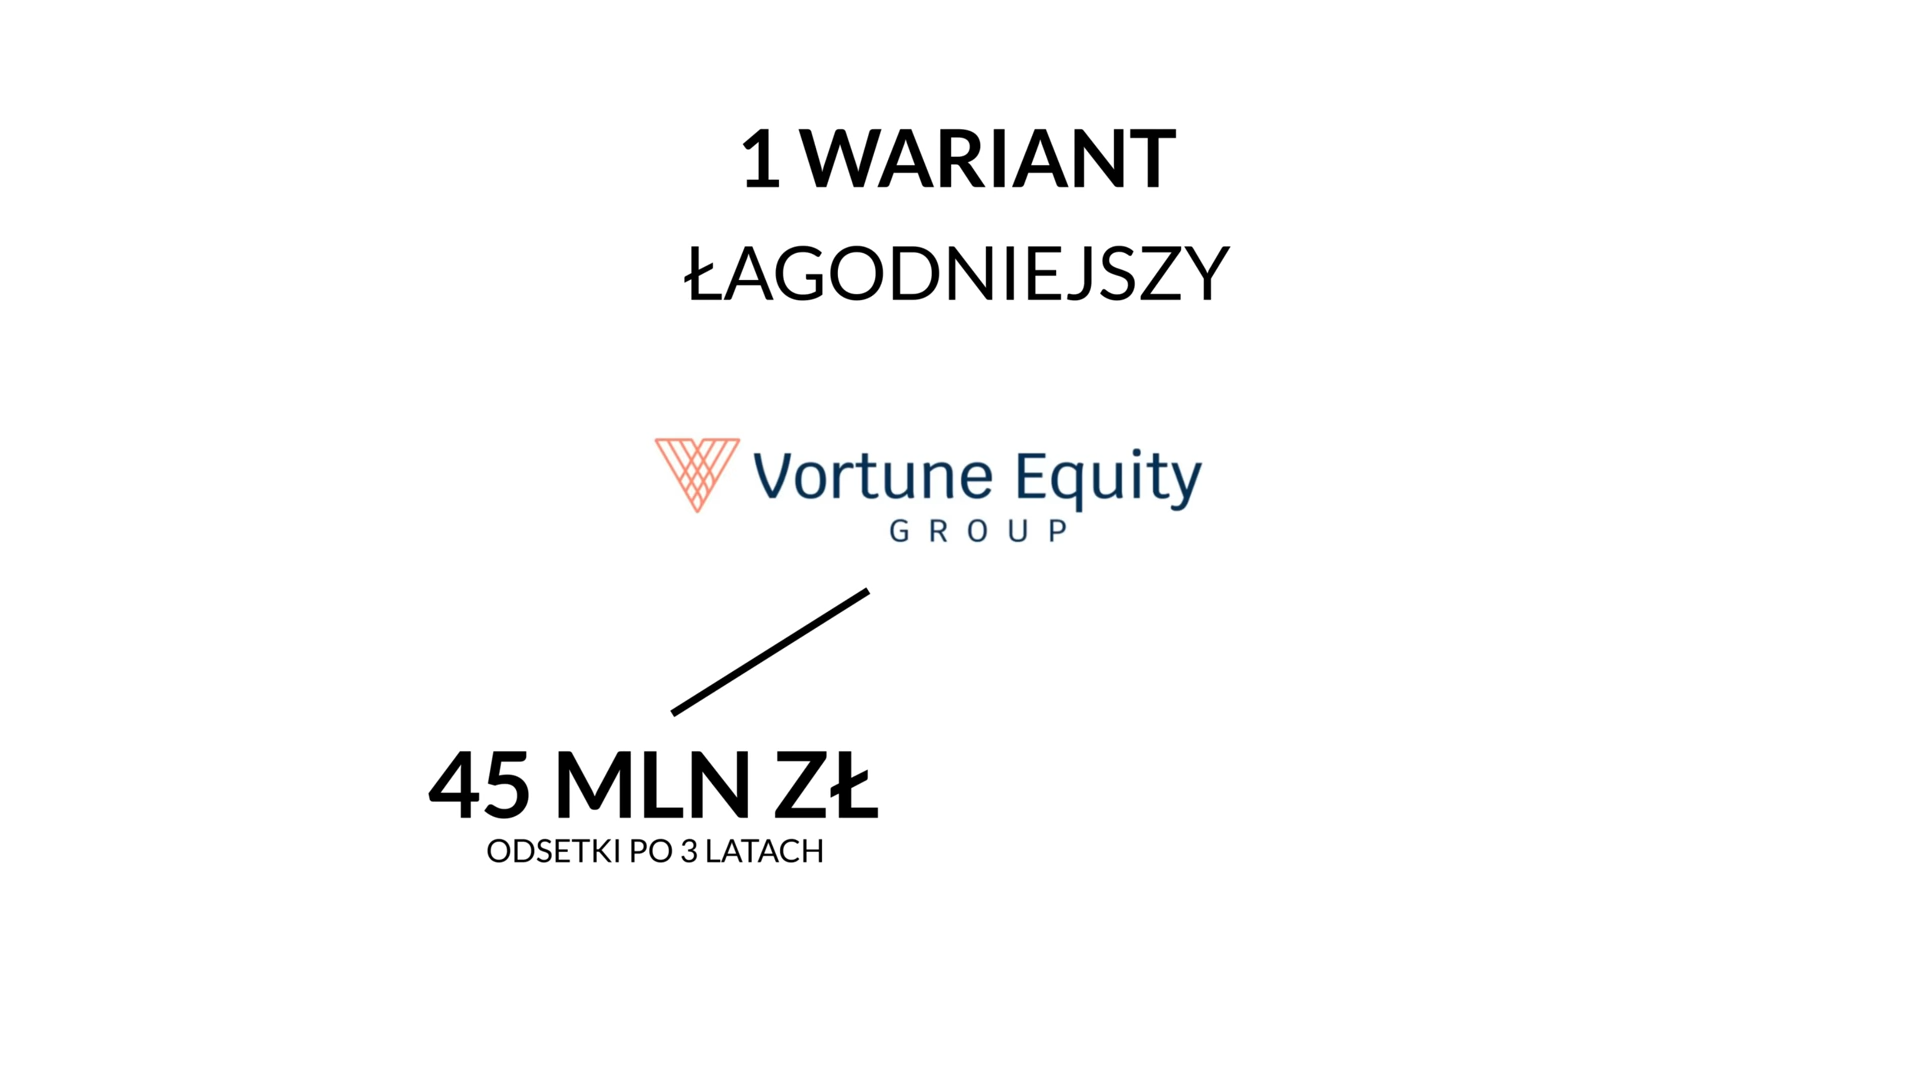 1 WARIANT
ŁAGODNIEJSZY
Vortune Equity
GROUP
45 MLN ZŁ
ODSETKI PO 3 LATACH